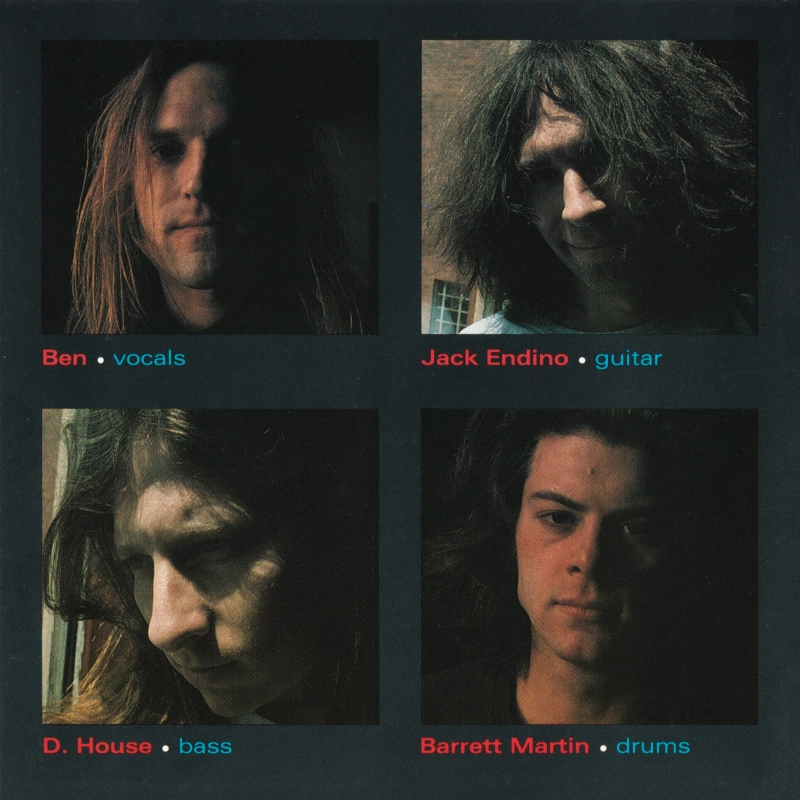 Ben • vocals
Jack Endino • guitar
D. House • bass
Barrett Martin • drums